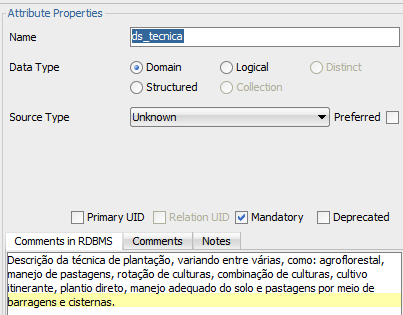 Attribute Properties
Name ds_tecnica
Data Type Domain Logical Distinct
Structured Collection
Source Type Unknown Preferred
Primary UID Relation UID Mandatory Deprecated
Comments in RDBMS Comments Notes
Descrição da técnica de plantação, variando entre várias, como: agroflorestal,
manejo de pastagens, rotação de culturas, combinação de culturas, cultivo
itinerante, plantio direto, manejo adequado do solo e pastagens por meio de
barragens e cisternas.